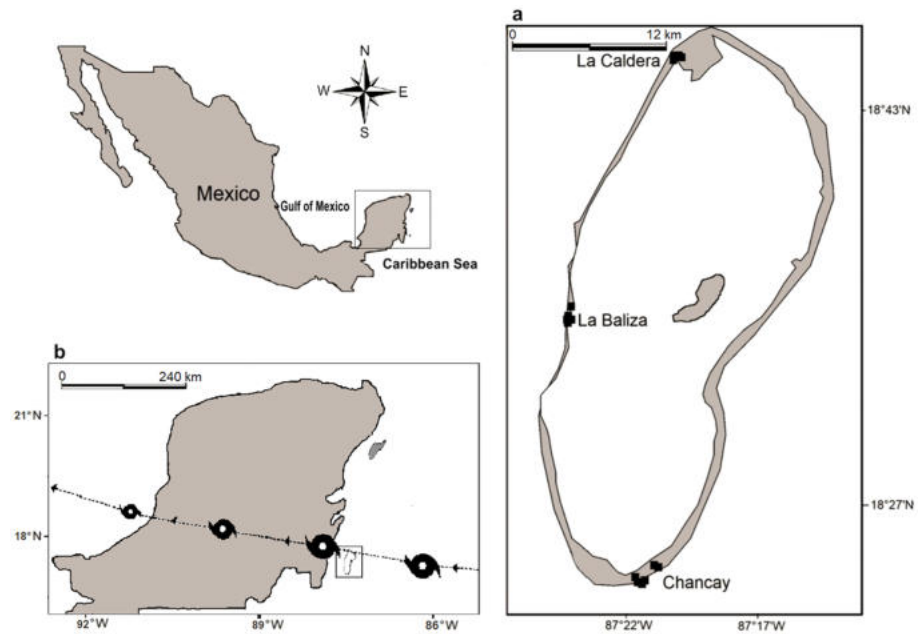 N
W E
S
Mexico
Gulf of Mexico
Caribbean Sea
b
0 240 km
21°N
18°N
92°W 89°W 86°W
a
0 12 km
La Caldera
18°43'N
La Baliza
18°27'N
Chancay
87°22'W 87°17'W